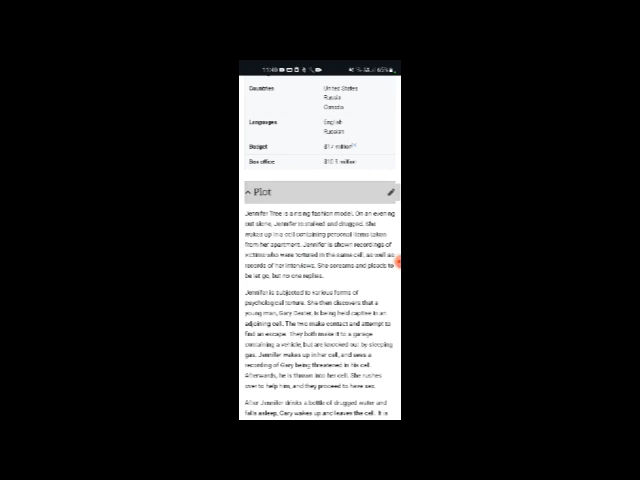 11:49
65%
Countries
United States
Russia
Canada
Languages
English
Russian
Budget
$17 million
Box office
$10.9 million
Plot
Jennifer Tree is a rising fashion model. On an evening
out alone, Jennifer is stalked and drugged. She
wakes up in a cell containing personal items taken
from her apartment. Jennifer is shown recordings of
victims who were tortured in the same cell, as well as
records of her interviews. She screams and pleads to
be let go, but no one replies.
Jennifer is subjected to various forms of
psychological torture. She then discovers that a
young man, Gary Dexter, is being held captive in an
adjoining cell. The two make contact and attempt to
find an escape. They both make it to a garage
containing a vehicle, but are knocked out by sleeping
gas. Jennifer wakes up in her cell, and sees a
recording of Gary being threatened in his cell.
Afterwards, he is thrown into her cell. She rushes
over to help him, and they proceed to have sex.
After Jennifer drinks a bottle of drugged water and
falls asleep, Gary wakes up and leaves the cell. It is